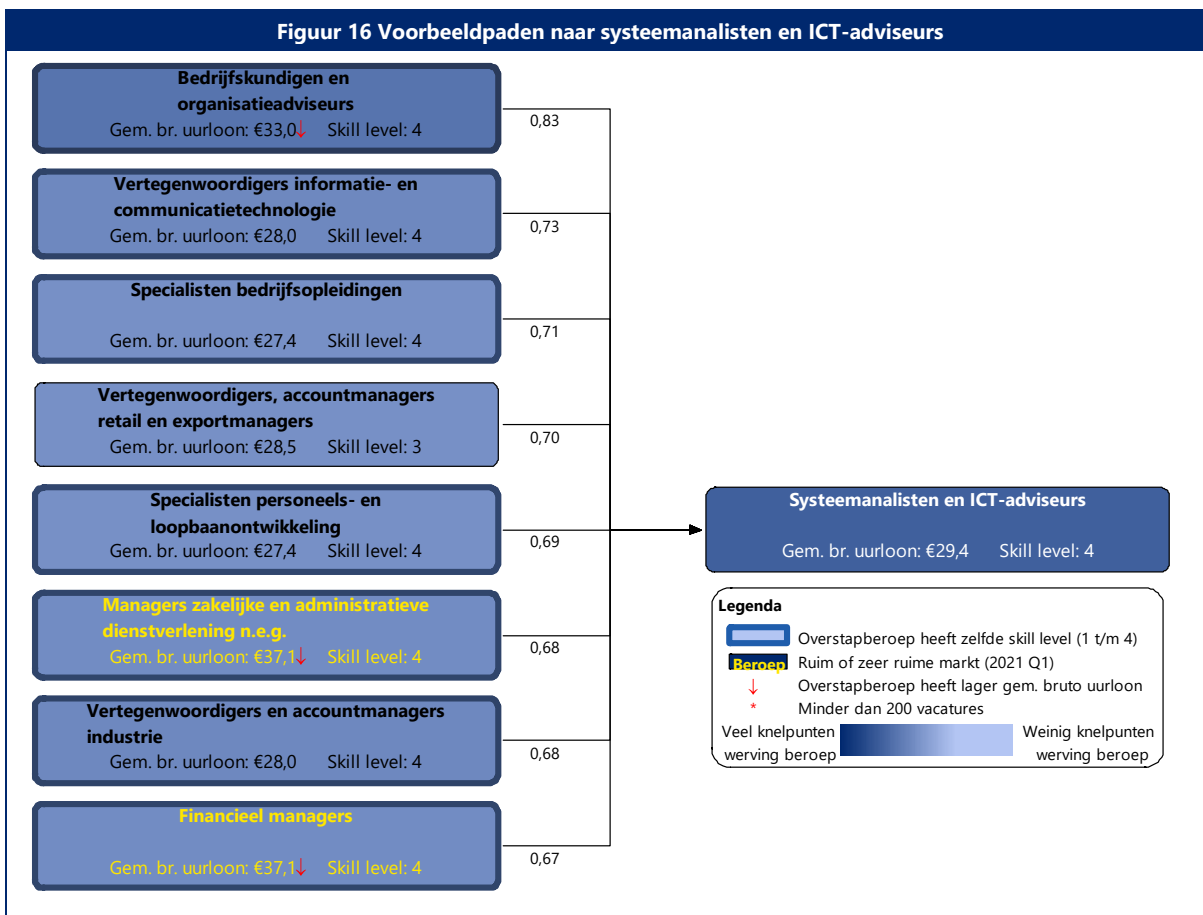 Figuur 16 Voorbeeldpaden naar systeemanalisten en ICT-adviseurs
Bedrijfskundigen en
organisatieadviseurs
Gem. br. uurloon: €33,0↓ Skill level: 4
0,83
Vertegenwoordigers informatie- en
communicatietechnologie
Gem. br. uurloon: €28,0 Skill level: 4
0,73
Specialisten bedrijfsopleidingen
Gem. br. uurloon: €27,4 Skill level: 4
0,71
Vertegenwoordigers, accountmanagers
retail en exportmanagers
Gem. br. uurloon: €28,5 Skill level: 3
0,70
Specialisten personeels- en
loopbaanontwikkeling
Gem. br. uurloon: €27,4 Skill level: 4
0,69
Managers zakelijke en administratieve
dienstverlening n.e.g.
Gem. br. uurloon: €37,1↓ Skill level: 4
0,68
Vertegenwoordigers en accountmanagers
industrie
Gem. br. uurloon: €28,0 Skill level: 4
0,68
Financieel managers
Gem. br. uurloon: €37,1↓ Skill level: 4
0,67
Systeemanalisten en ICT-adviseurs
Gem. br. uurloon: €29,4 Skill level: 4
Legenda
Overstapberoep heeft zelfde skill level (1 t/m 4)
Beroep Ruim of zeer ruime markt (2021 Q1)
↓ Overstapberoep heeft lager gem. bruto uurloon
* Minder dan 200 vacatures
Veel knelpunten Weinig knelpunten
werving beroep werving beroep